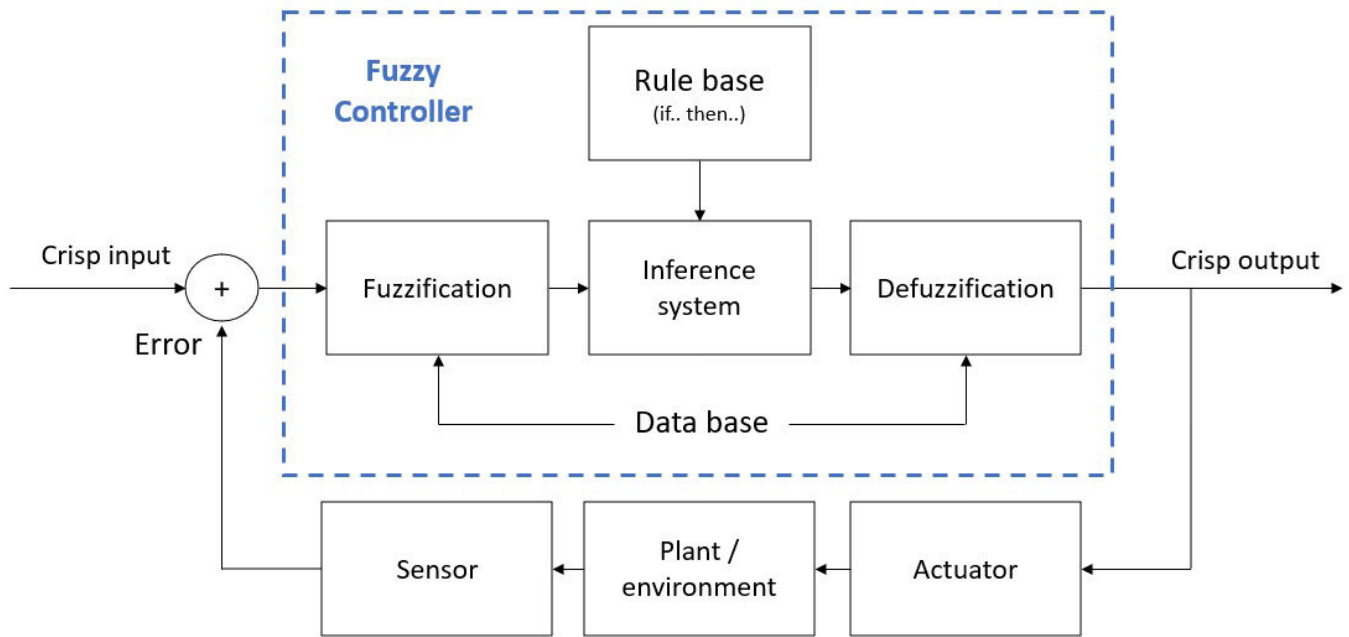 Fuzzy
Controller
Rule base
(if.. then..)
Crisp input
+
Error
Fuzzification
Inference
system
Defuzzification
Crisp output
Data base
Sensor
Plant /
environment
Actuator